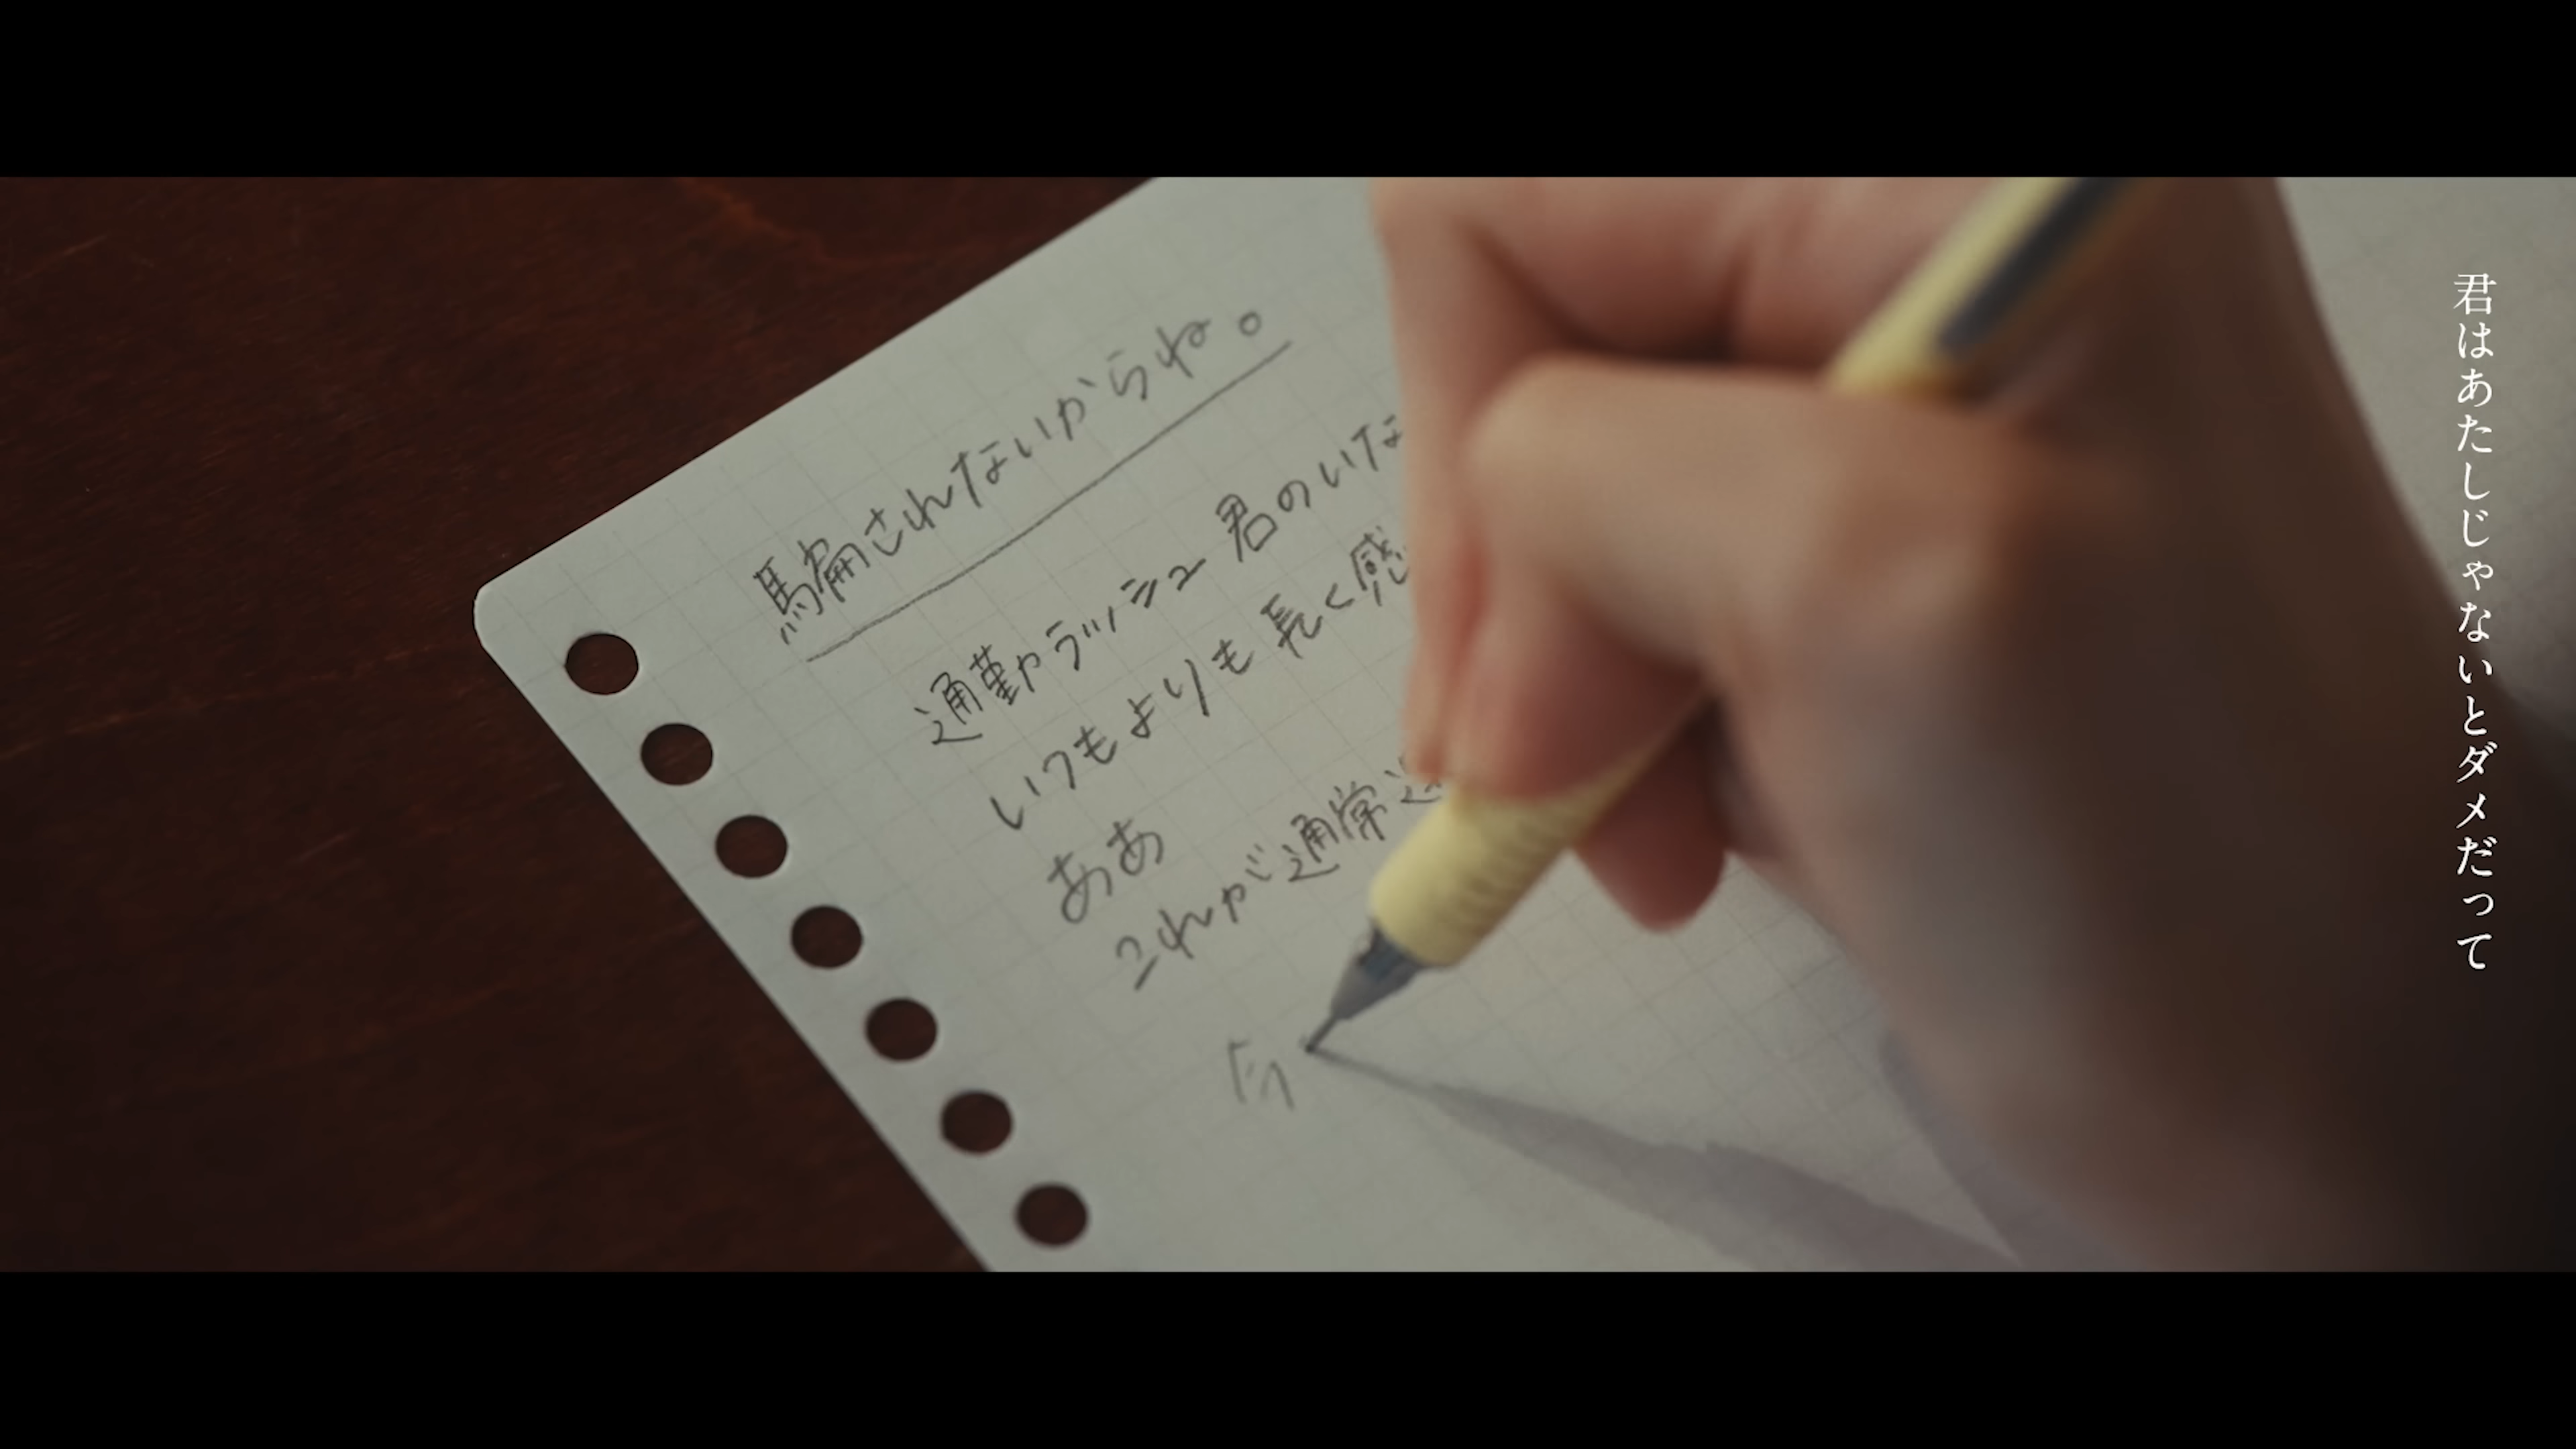 騙されんないからね。
通勤ラッシュ 君のいな
いつもよりも長く感
ああ
これが通常
君はあたしじゃないとダメだって